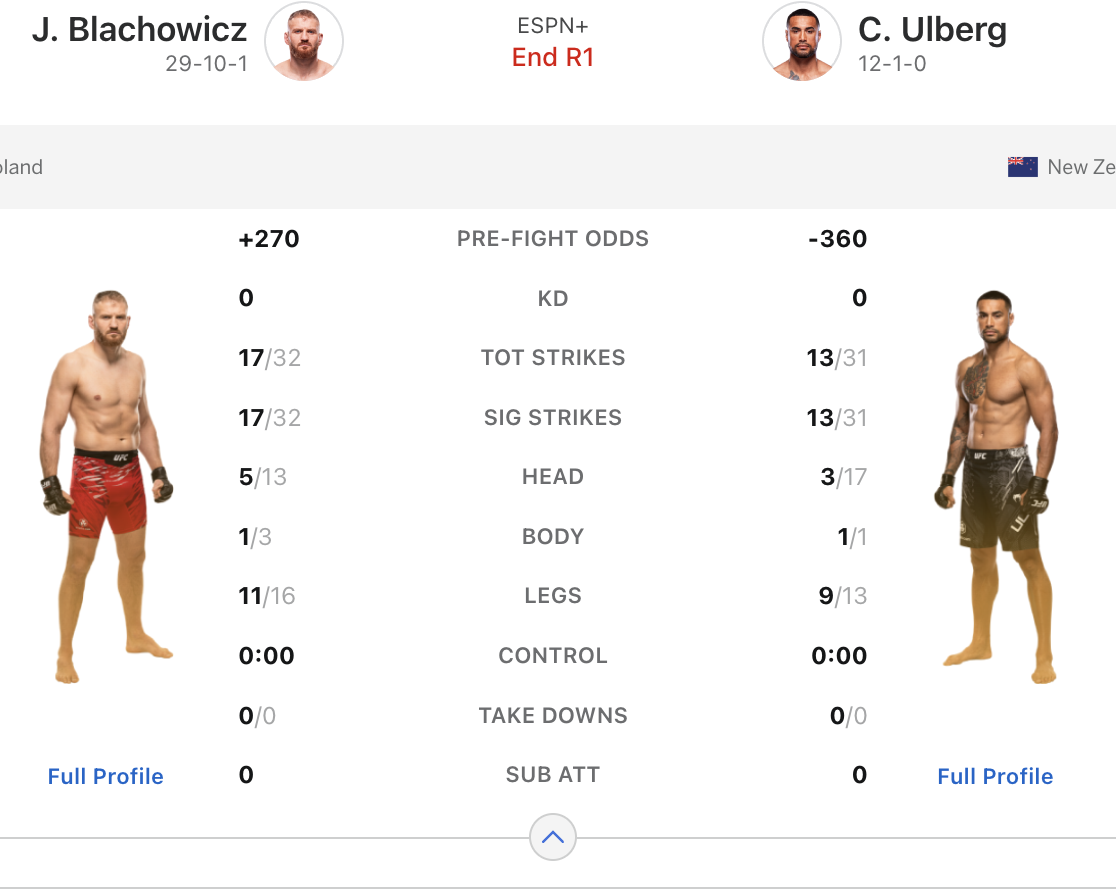 J. Blachowicz
29-10-1
ESPN+
End R1
C. Ulberg
12-1-0
oland
New Ze
+270 PRE-FIGHT ODDS -360
0 KD 0
17/32 TOT STRIKES 13/31
17/32 SIG STRIKES 13/31
5/13 HEAD 3/17
1/3 BODY 1/1
11/16 LEGS 9/13
0:00 CONTROL 0:00
0/0 TAKE DOWNS 0/0
Full Profile 0 SUB ATT 0 Full Profile
UFC
UFC